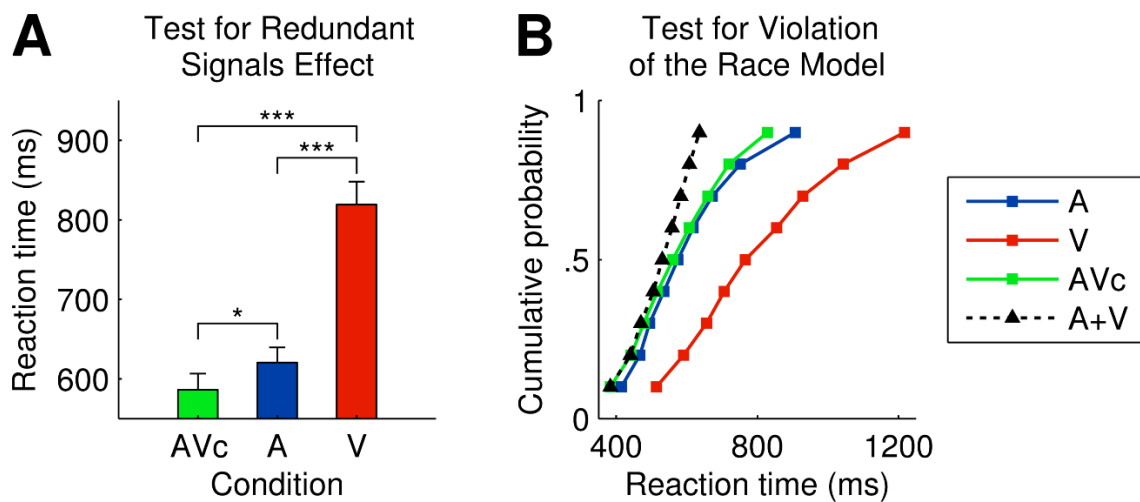 A
Test for Redundant
Signals Effect
Reaction time (ms)
900
800
700
600
***
***
*
AVc A V
Condition
B
Test for Violation
of the Race Model
Cumulative probability
1
.5
0
400 800 1200
Reaction time (ms)
A
V
AVc
A+V